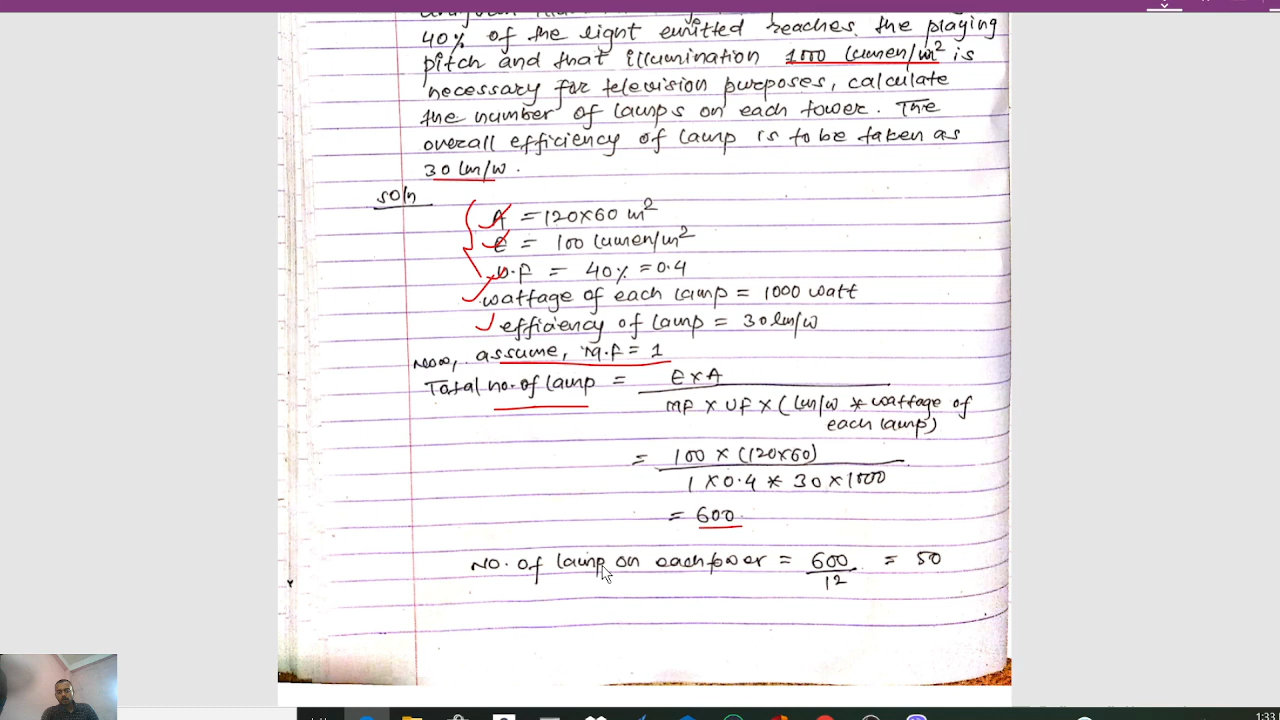 40% of the light emitted reaches the playing
pitch and that illumination 1000 lumen/m² is
necessary for television purposes, calculate
the number of lamps on each tower. The
overall efficiency of lamp is to be taken as
30 lm/w.
soln
A = 120×60 m²
E = 100 lumen/m²
U.F = 40% = 0.4
wattage of each lamp = 1000 watt
efficiency of lamp = 30 lm/w
Now, assume, M.F = 1
Total no. of lamp = E × A
MF × UF × (lm/w * wattage of
each lamp)
= 100 × (120×60)
1 × 0.4 * 30 × 1000
= 600
No. of lamp on each tower = 600 = 50
12
1:33